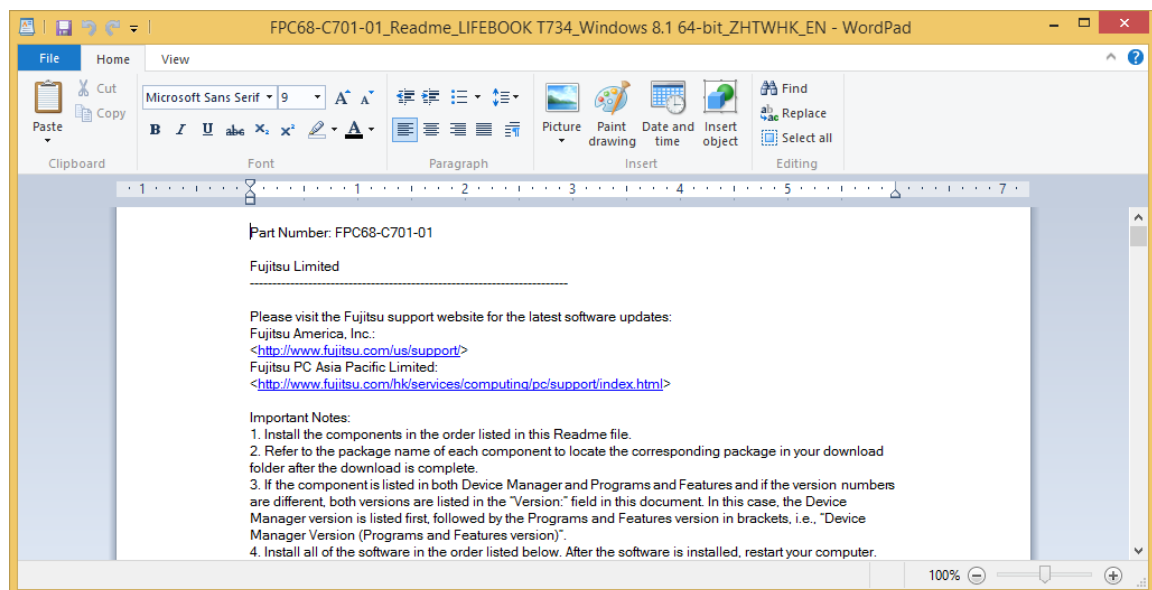 FPC68-C701-01_Readme_LIFEBOOK T734_Windows 8.1 64-bit_ZHTWHK_EN - WordPad
File Home View
Paste
Cut
Copy
Clipboard
Microsoft Sans Serif 9
A A
B I U abc X₂ X² A
Font
Paragraph
Picture
Paint drawing
Date and time
Insert object
Insert
Find
Replace
Select all
Editing
1 1 2 3 4 5 7
Part Number: FPC68-C701-01
Fujitsu Limited
-----------------------------------------------------------------------
Please visit the Fujitsu support website for the latest software updates:
Fujitsu America, Inc.:
<http://www.fujitsu.com/us/support/>
Fujitsu PC Asia Pacific Limited:
<http://www.fujitsu.com/hk/services/computing/pc/support/index.html>
Important Notes:
1. Install the components in the order listed in this Readme file.
2. Refer to the package name of each component to locate the corresponding package in your download
folder after the download is complete.
3. If the component is listed in both Device Manager and Programs and Features and if the version numbers
are different, both versions are listed in the “Version:” field in this document. In this case, the Device
Manager version is listed first, followed by the Programs and Features version in brackets, i.e., “Device
Manager Version (Programs and Features version)”.
4. Install all of the software in the order listed below. After the software is installed, restart your computer.
100%